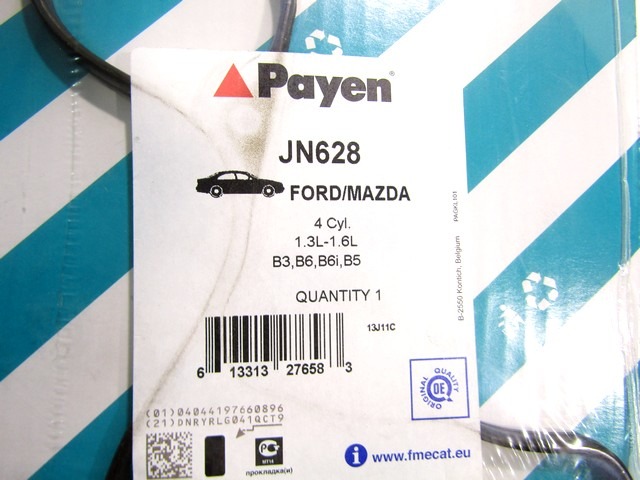 Payen®
JN628
FORD/MAZDA
4 Cyl.
1.3L-1.6L
B3,B6,B6i,B5
QUANTITY 1
13J11C
6 13313 27658 3
(01)04044197660896
(21)DNRYRLG041QCT9
прокладка(и)
ORIGINAL QUALITY
OE
i www.fmecat.eu
B-2550 Kontich, Belgium PACKL101